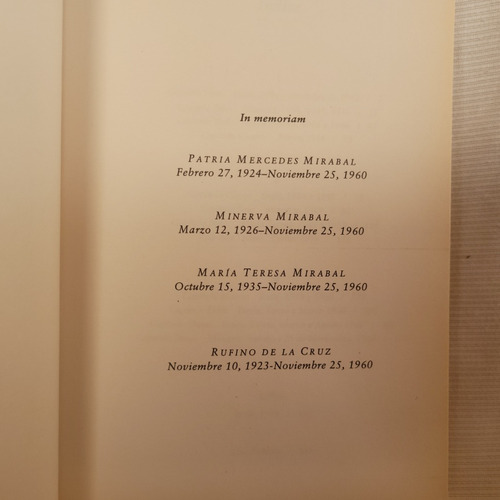 In memoriam
PATRIA MERCEDES MIRABAL
Febrero 27, 1924–Noviembre 25, 1960
MINERVA MIRABAL
Marzo 12, 1926–Noviembre 25, 1960
MARÍA TERESA MIRABAL
Octubre 15, 1935–Noviembre 25, 1960
RUFINO DE LA CRUZ
Noviembre 10, 1923-Noviembre 25, 1960